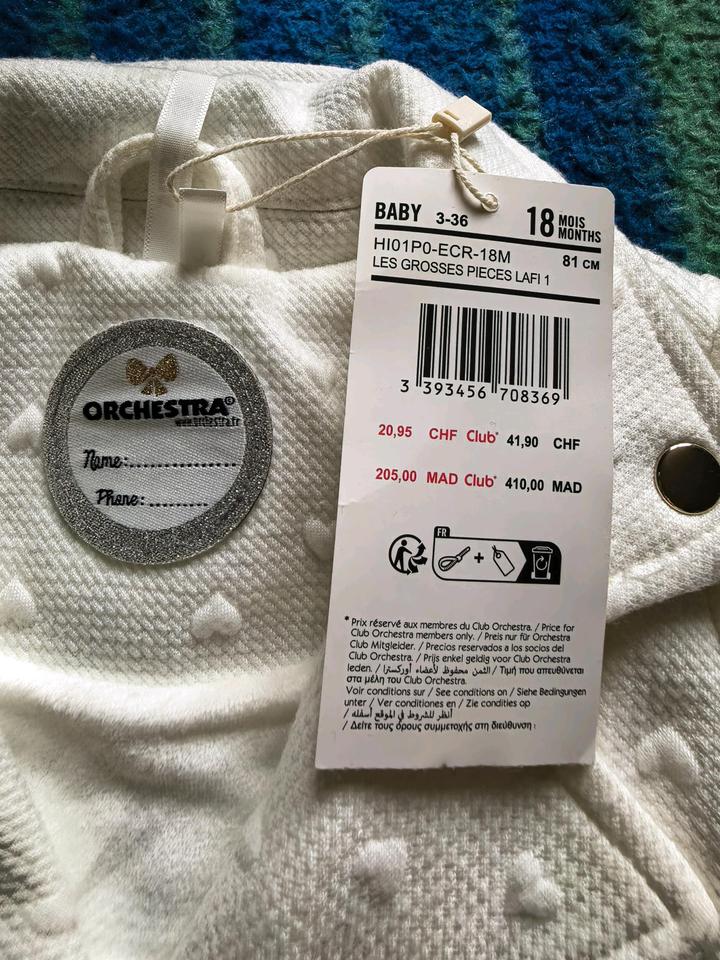 ORCHESTRA®
www.orchestra.fr
Name:....................
Phone:..........
BABY 3-36 18 MOIS MONTHS
HI01P0-ECR-18M 81 CM
LES GROSSES PIECES LAFI 1
3 393456 708369
20,95 CHF Club* 41,90 CHF
205,00 MAD Club* 410,00 MAD
FR
+
* Prix réservé aux membres du Club Orchestra. / Price for
Club Orchestra members only. / Preis nur für Orchestra
Club Mitglieder. / Precios reservados a los socios del
Club Orchestra. / Prijs enkel geldig voor Club Orchestra
leden. / الثمن محفوظ لأعضاء أوركسترا / Τιμή που απευθύνεται
στα μέλη του Club Orchestra.
Voir conditions sur / See conditions on / Siehe Bedingungen
unter / Ver conditiones en / Zie condities op
/ أنظر للشروط في الموقع أسفله
/ Δείτε τους όρους συμμετοχής στη διεύθυνση :